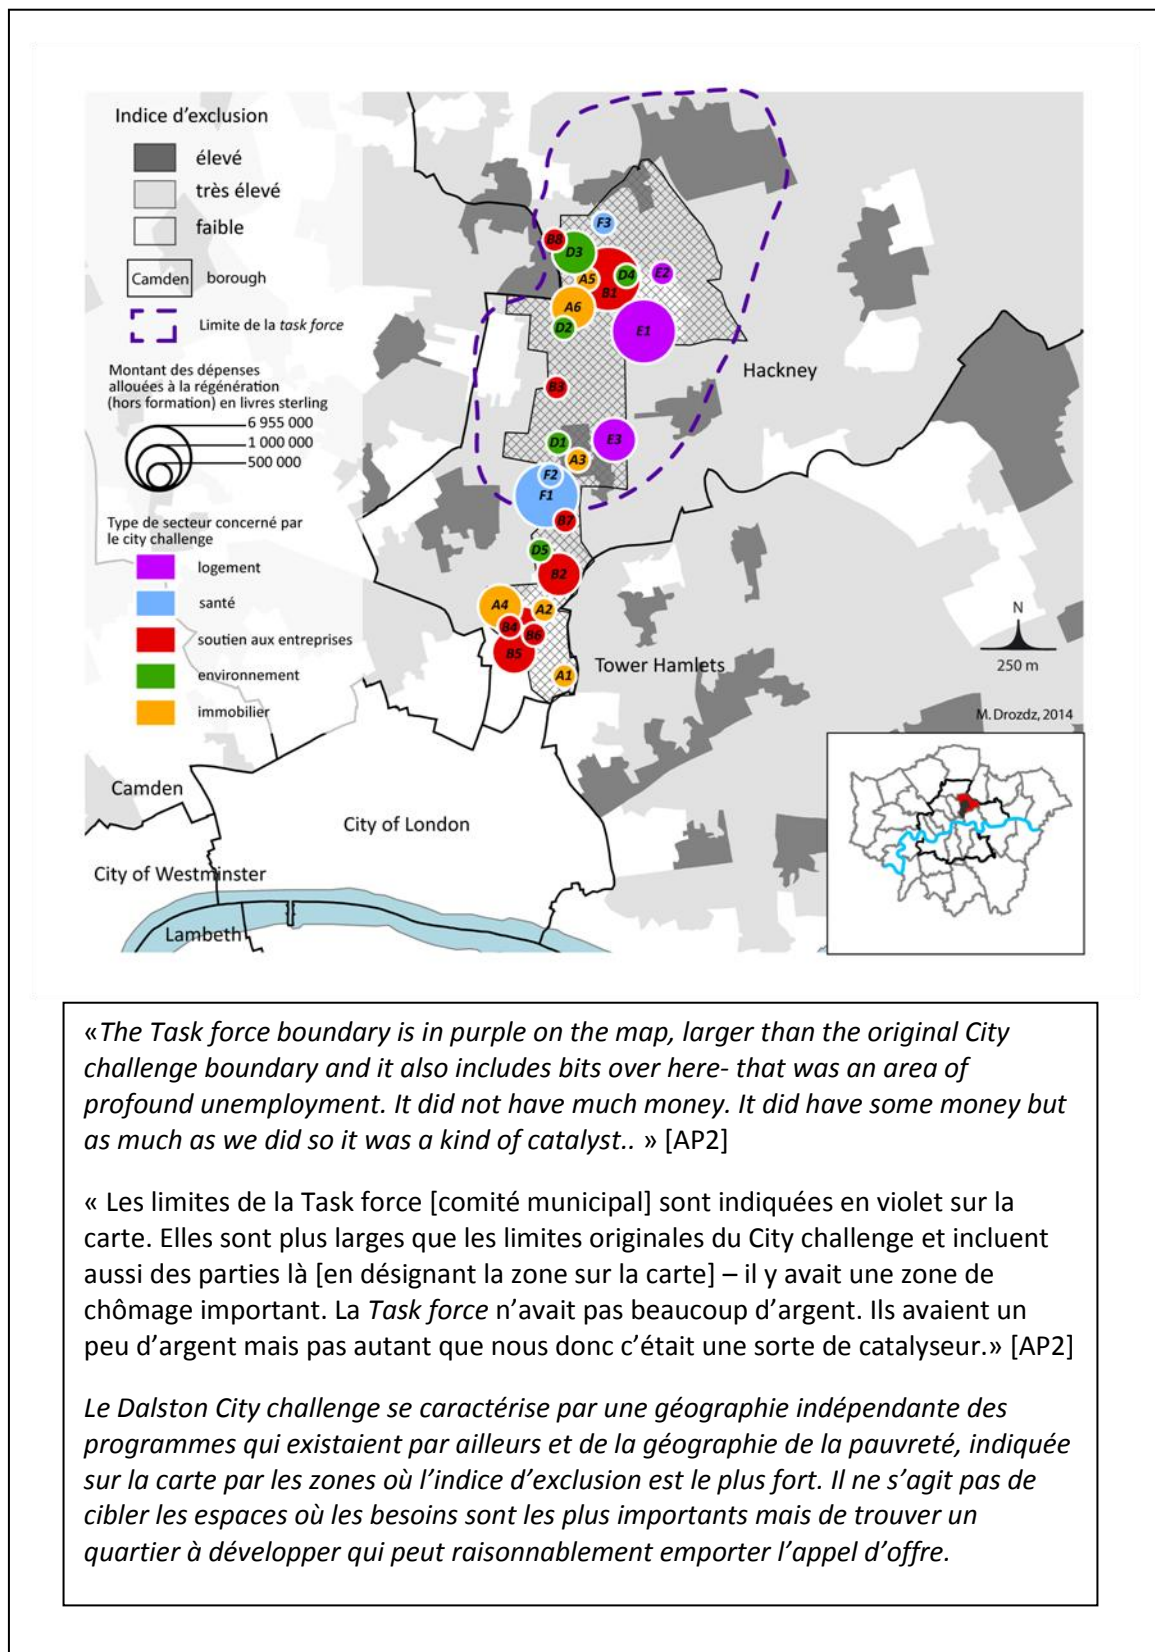 Indice d'exclusion
élevé
très élevé
faible
Camden borough
Limite de la task force
Montant des dépenses
allouées à la régénération
(hors formation) en livres sterling
6 955 000
1 000 000
500 000
Type de secteur concerné par
le city challenge
logement
santé
soutien aux entreprises
environnement
immobilier
F3
B8
D3
A5
B1
D4
E2
A6
D2
E1
B3
D1
A3
E3
F2
F1
B7
D5
B2
A4
A2
B4
B6
B5
A1
Hackney
Tower Hamlets
N
250 m
M. Drozdz, 2014
Camden
City of London
City of Westminster
Lambeth
«The Task force boundary is in purple on the map, larger than the original City
challenge boundary and it also includes bits over here- that was an area of
profound unemployment. It did not have much money. It did have some money but
as much as we did so it was a kind of catalyst.. » [AP2]
« Les limites de la Task force [comité municipal] sont indiquées en violet sur la
carte. Elles sont plus larges que les limites originales du City challenge et incluent
aussi des parties là [en désignant la zone sur la carte] – il y avait une zone de
chômage important. La Task force n'avait pas beaucoup d'argent. Ils avaient un
peu d'argent mais pas autant que nous donc c'était une sorte de catalyseur.» [AP2]
Le Dalston City challenge se caractérise par une géographie indépendante des
programmes qui existaient par ailleurs et de la géographie de la pauvreté, indiquée
sur la carte par les zones où l'indice d'exclusion est le plus fort. Il ne s'agit pas de
cibler les espaces où les besoins sont les plus importants mais de trouver un
quartier à développer qui peut raisonnablement emporter l'appel d'offre.